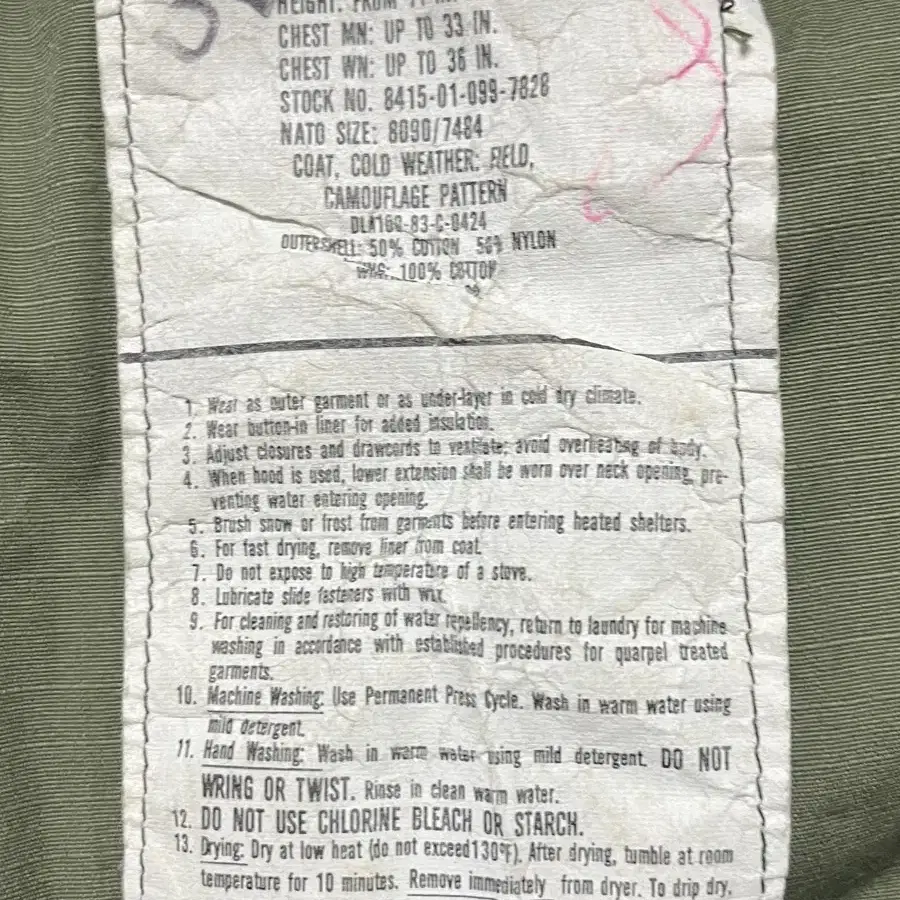 HEIGHT: FROM
CHEST MN: UP TO 33 IN.
CHEST WN: UP TO 36 IN.
STOCK NO. 8415-01-099-7828
NATO SIZE: 8090/7484
COAT, COLD WEATHER: FIELD,
CAMOUFLAGE PATTERN
DLA100-83-C-0424
OUTERSHELL: 50% COTTON 50% NYLON
100% COTTON
1. Wear as outer garment or as under-layer in cold dry climate.
2. Wear button-in liner for added insulation.
3. Adjust closures and drawcords to ventilate; avoid overheating of body.
4. When hood is used, lower extension shall be worn over neck opening, pre-
venting water entering opening.
5. Brush snow or frost from garments before entering heated shelters.
6. For fast drying, remove liner from coat.
7. Do not expose to high temperature of a stove.
8. Lubricate slide fasteners with wax.
9. For cleaning and restoring of water repellency, return to laundry for machine
washing in accordance with established procedures for quarpel treated
garments.
10. Machine Washing: Use Permanent Press Cycle. Wash in warm water using
mild detergent.
11. Hand Washing: Wash in warm water using mild detergent. DO NOT
WRING OR TWIST. Rinse in clean warm water.
12. DO NOT USE CHLORINE BLEACH OR STARCH.
13. Drying: Dry at low heat (do not exceed 130°F). After drying, tumble at room
temperature for 10 minutes. Remove immediately from dryer. To drip dry,